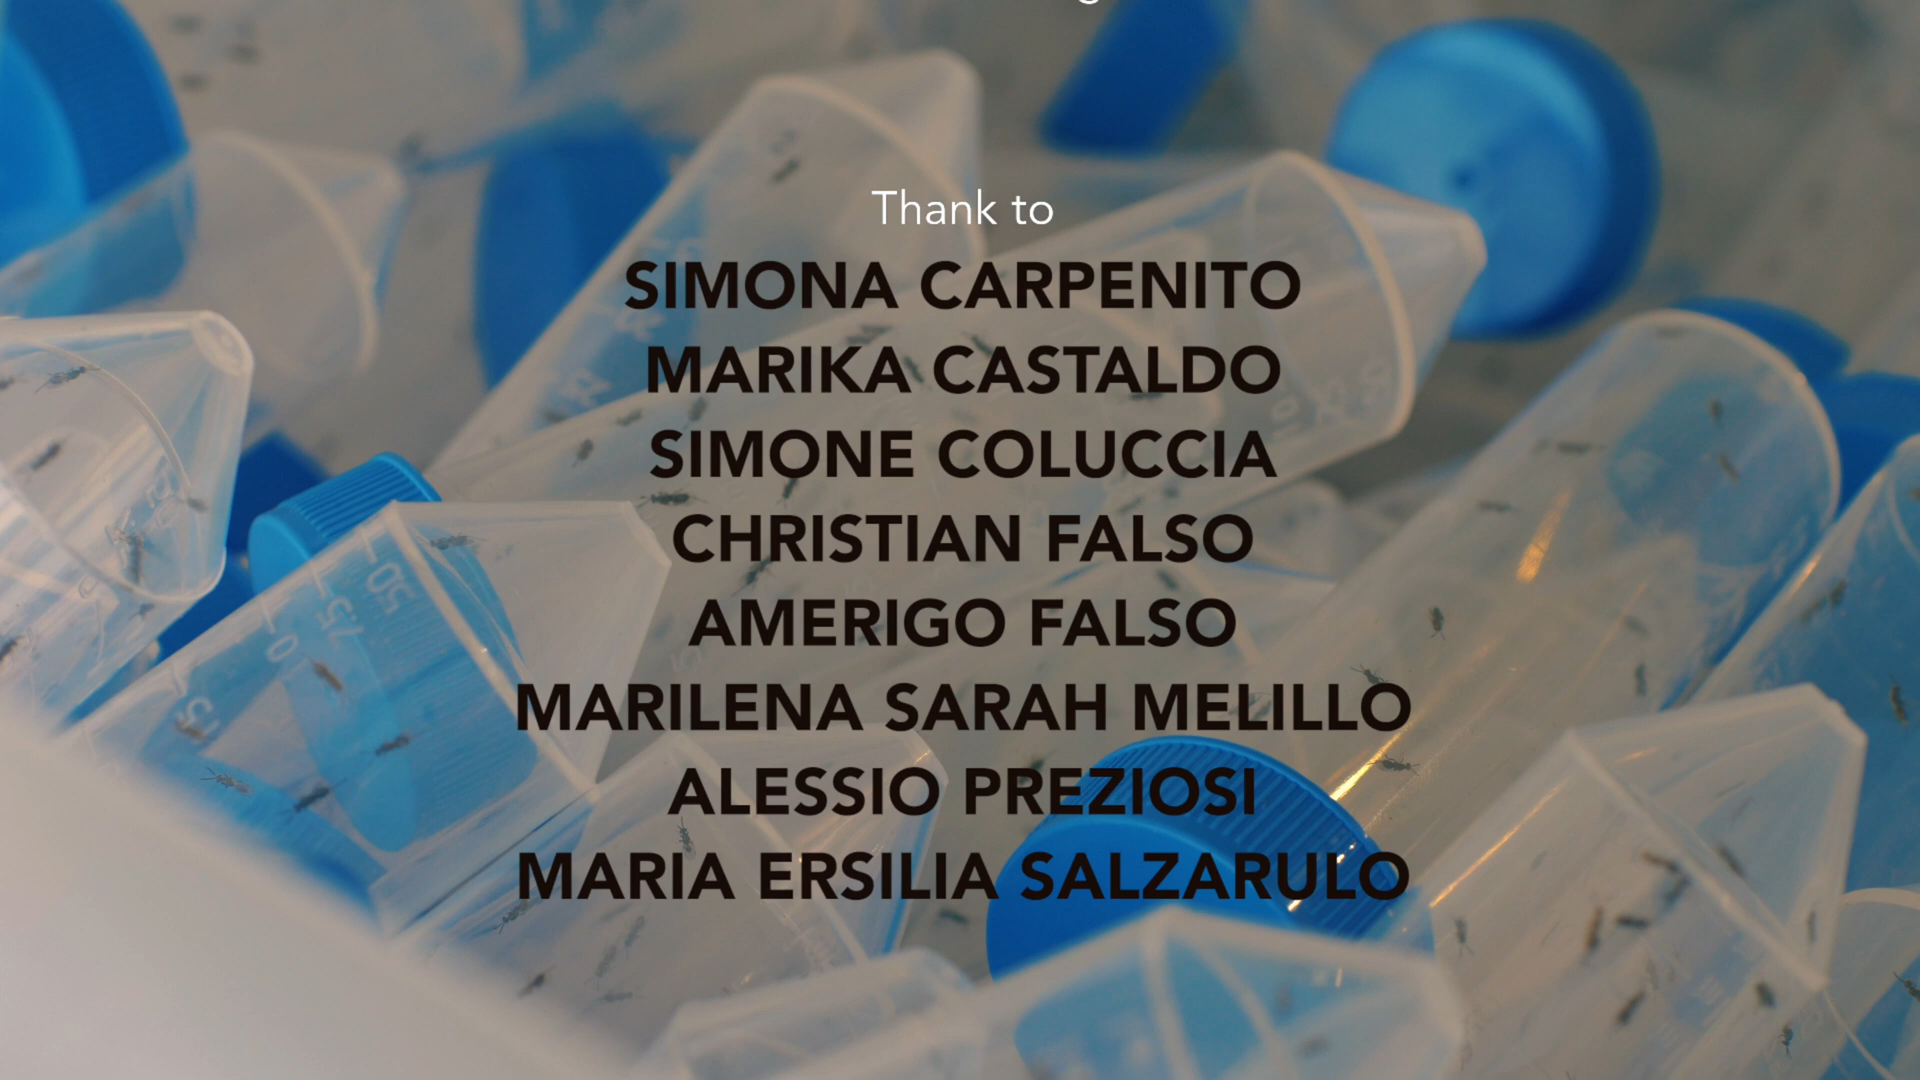 Thank to
SIMONA CARPENITO
MARIKA CASTALDO
SIMONE COLUCCIA
CHRISTIAN FALSO
AMERIGO FALSO
MARILENA SARAH MELILLO
ALESSIO PREZIOSI
MARIA ERSILIA SALZARULO